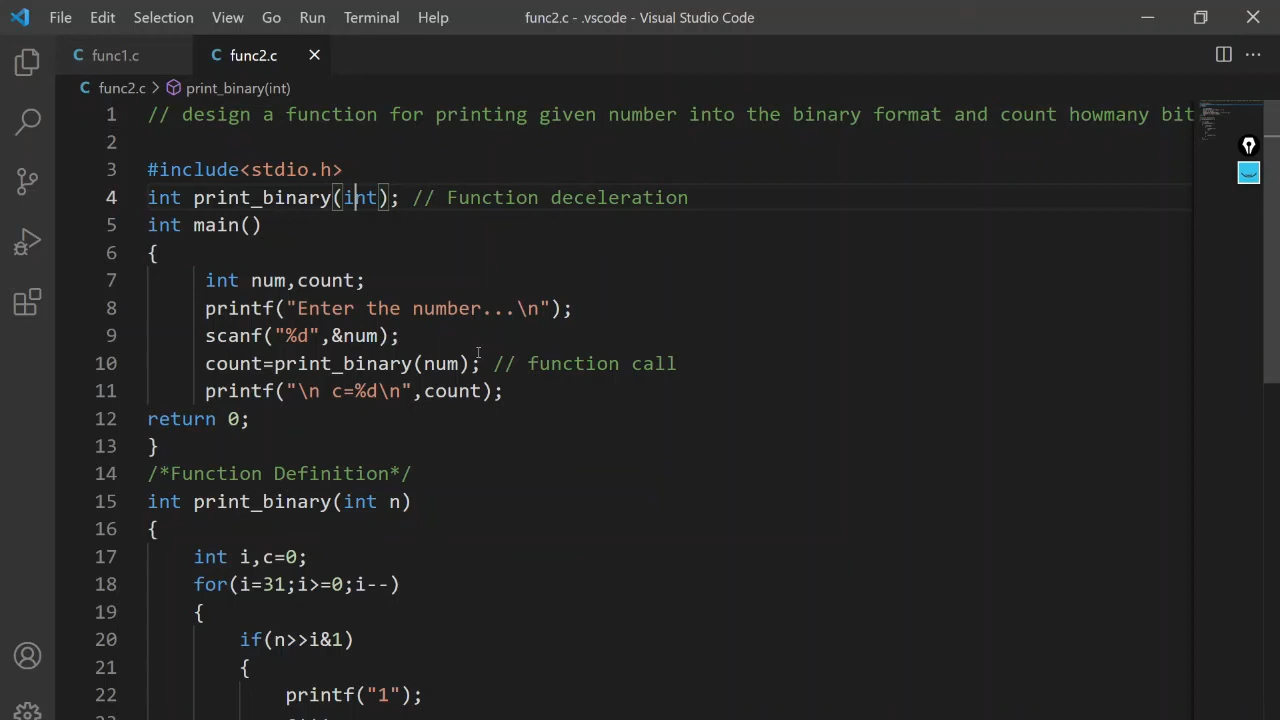 File Edit Selection View Go Run Terminal Help func2.c - .vscode - Visual Studio Code
C func1.c C func2.c
C func2.c > print_binary(int)
1 // design a function for printing given number into the binary format and count howmany bit
2
3 #include<stdio.h>
4 int print_binary(int); // Function deceleration
5 int main()
6 {
7 int num,count;
8 printf("Enter the number...\n");
9 scanf("%d",&num);
10 count=print_binary(num); // function call
11 printf("\n c=%d\n",count);
12 return 0;
13 }
14 /*Function Definition*/
15 int print_binary(int n)
16 {
17 int i,c=0;
18 for(i=31;i>=0;i--)
19 {
20 if(n>>i&1)
21 {
22 printf("1");